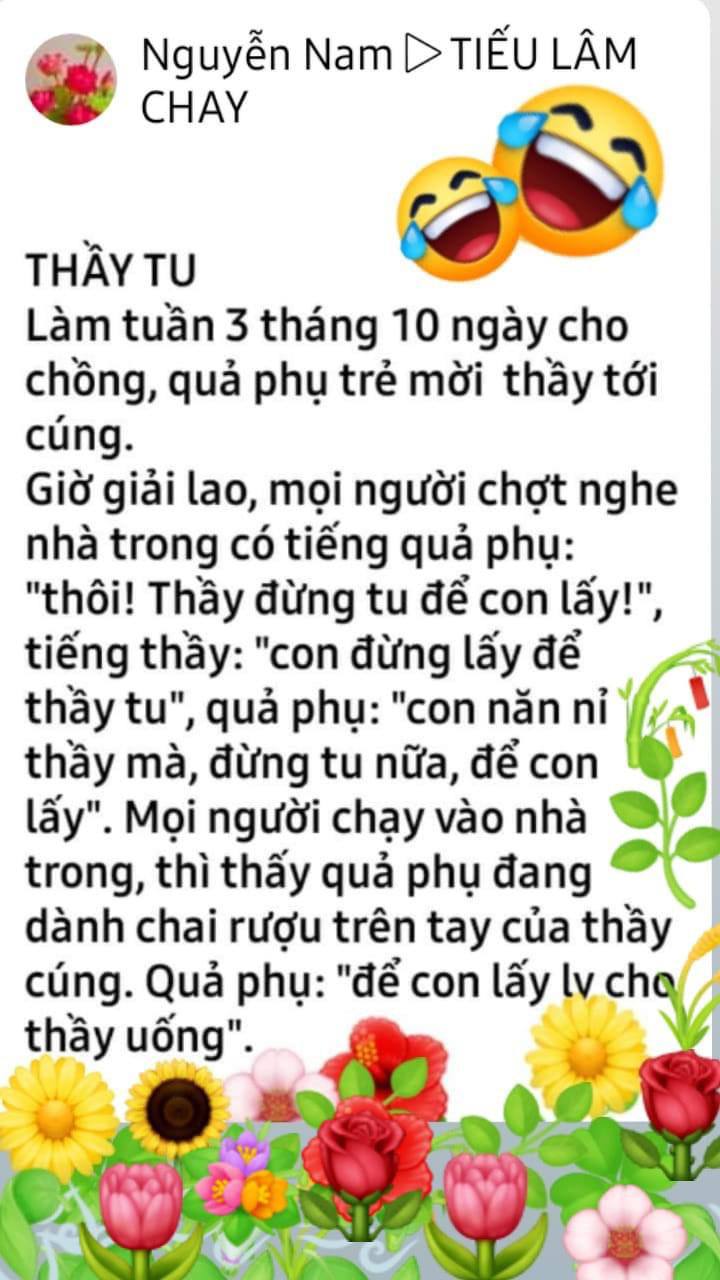 Nguyễn Nam ▷ TIẾU LÂM
CHAY
THẦY TU
Làm tuần 3 tháng 10 ngày cho
chồng, quả phụ trẻ mời thầy tới
cúng.
Giờ giải lao, mọi người chợt nghe
nhà trong có tiếng quả phụ:
"thôi! Thầy đừng tu để con lấy!",
tiếng thầy: "con đừng lấy để
thầy tu", quả phụ: "con năn nỉ
thầy mà, đừng tu nữa, để con
lấy". Mọi người chạy vào nhà
trong, thì thấy quả phụ đang
dành chai rượu trên tay của thầy
cúng. Quả phụ: "để con lấy ly cho
thầy uống".